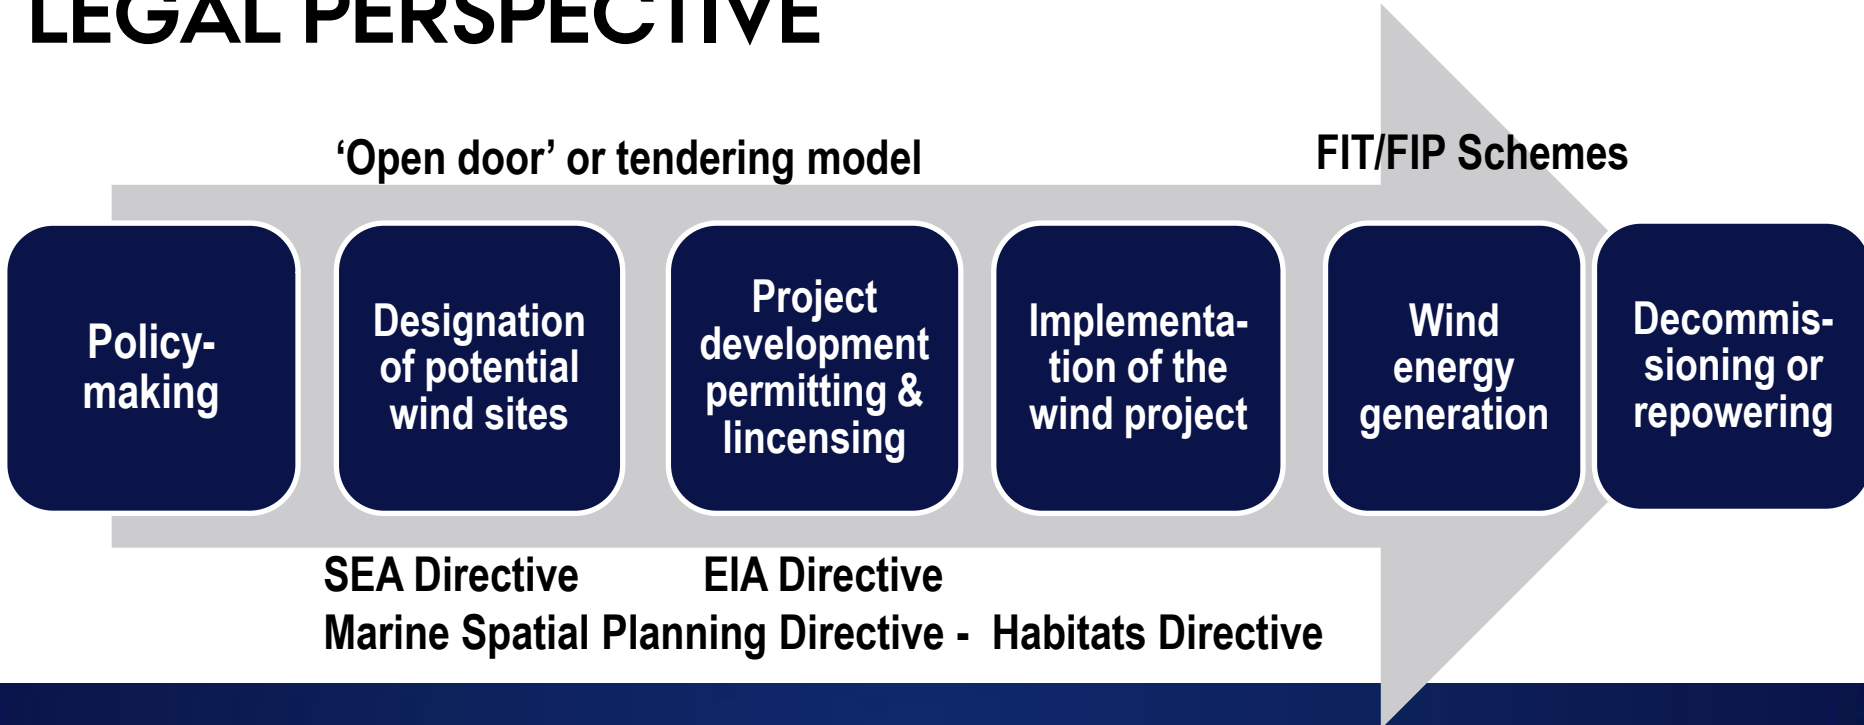 LEGAL PERSPECTIVE
‘Open door’ or tendering model
FIT/FIP Schemes
Policy-
making
Designation
of potential
wind sites
Project
development
permitting &
lincensing
Implementa-
tion of the
wind project
Wind
energy
generation
Decommis-
sioning or
repowering
SEA Directive EIA Directive
Marine Spatial Planning Directive - Habitats Directive